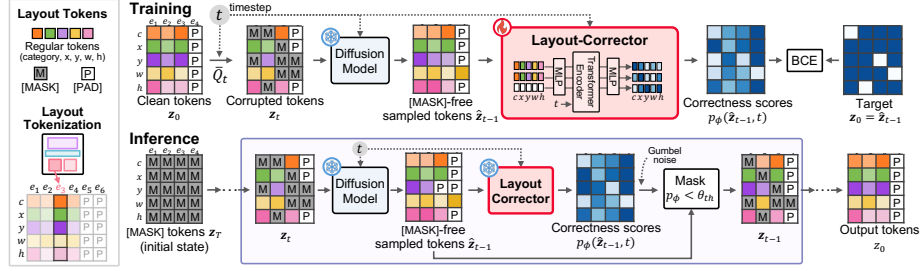 Layout Tokens
Regular tokens
(category, x, y, w, h)
M
P
[MASK]
[PAD]
Layout
Tokenization
e1 e2 e3 e4 e5 e6
c P P
x P P
y P P
w P P
h P P
Training
e1 e2 e3 e4
c P
x P
y P
w P
h P
Clean tokens
z0
t
timestep
Q̄t
M M P
M P
M M
M M M
M P
Corrupted tokens
zt
Diffusion
Model
P
P
P
[MASK]-free
sampled tokens ẑt−1
Layout-Corrector
c x y w h
t
MLP
Transformer
Encoder
MLP
c x y w h
Correctness scores
pϕ(ẑt−1, t)
BCE
Target
z0 = ẑt−1
Inference
e1 e2 e3 e4
c M M M M
x M M M M
y M M M M
w M M M M
h M M M M
[MASK] tokens zT
(initial state)
t
M M P
M P
M M M
M M M
M P
zt
Diffusion
Model
P
P
P
[MASK]-free
sampled tokens ẑt−1
Layout
Corrector
Correctness scores
pϕ(ẑt−1, t)
Gumbel
noise
Mask
pϕ < θth
zt−1
P
P
P
P
P
Output tokens
z0